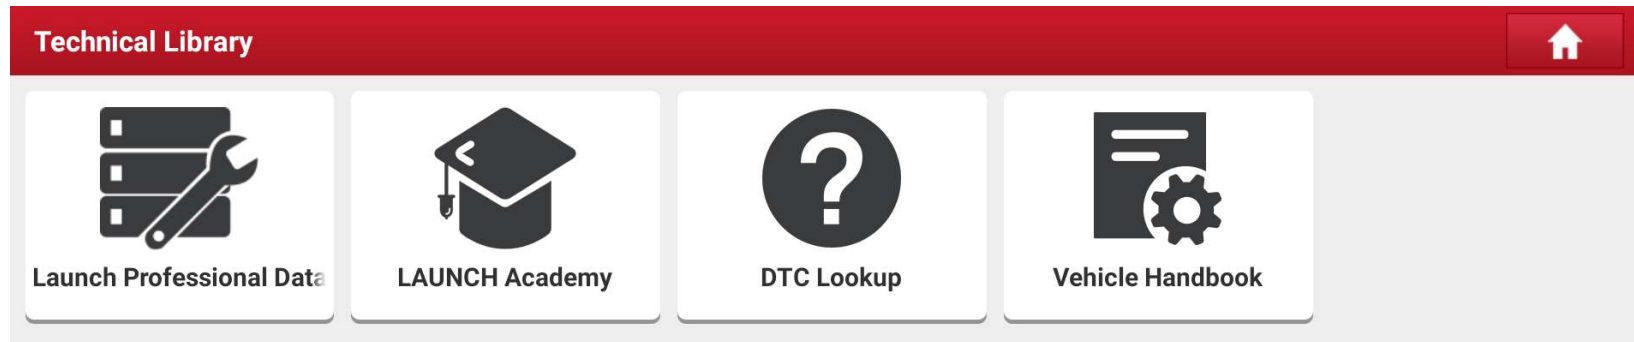 Technical Library
Launch Professional Data
LAUNCH Academy
DTC Lookup
Vehicle Handbook